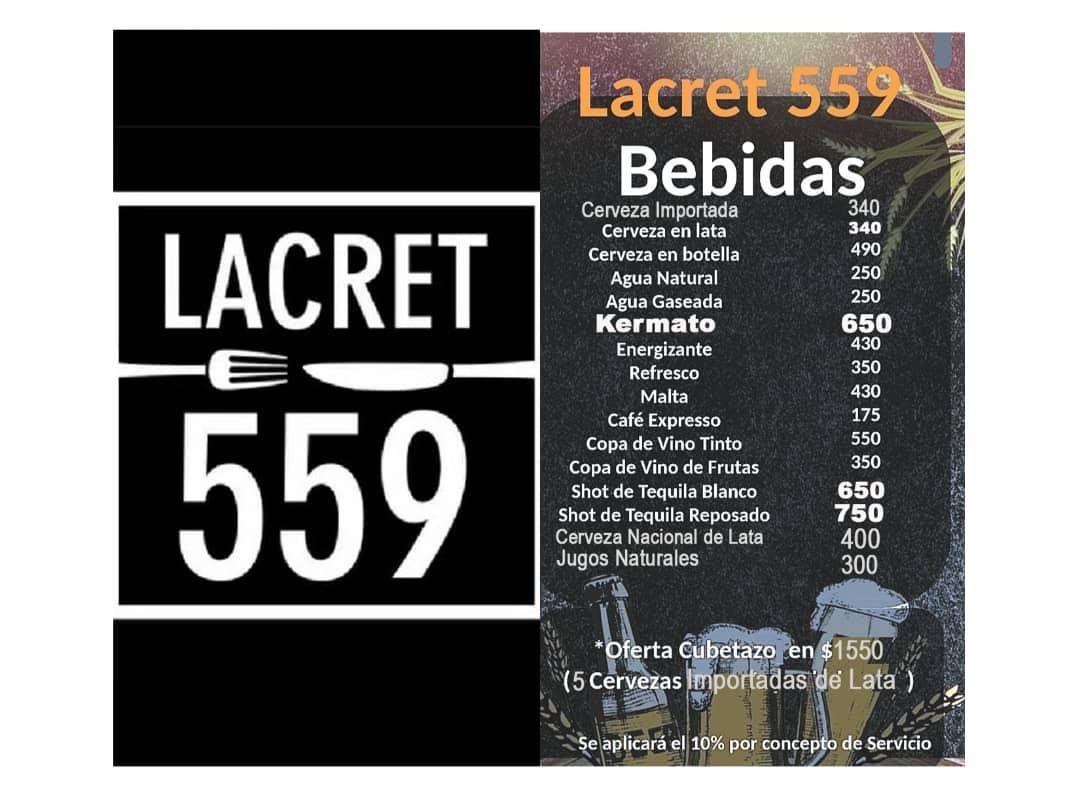 LACRET
559
Lacret 559
Bebidas
Cerveza Importada 340
Cerveza en lata 340
Cerveza en botella 490
Agua Natural 250
Agua Gaseada 250
Kermato 650
Energizante 430
Refresco 350
Malta 430
Café Expresso 175
Copa de Vino Tinto 550
Copa de Vino de Frutas 350
Shot de Tequila Blanco 650
Shot de Tequila Reposado 750
Cerveza Nacional de Lata 400
Jugos Naturales 300
*Oferta Cubetazo en $1550
(5 Cervezas Importadas de Lata )
Se aplicará el 10% por concepto de Servicio